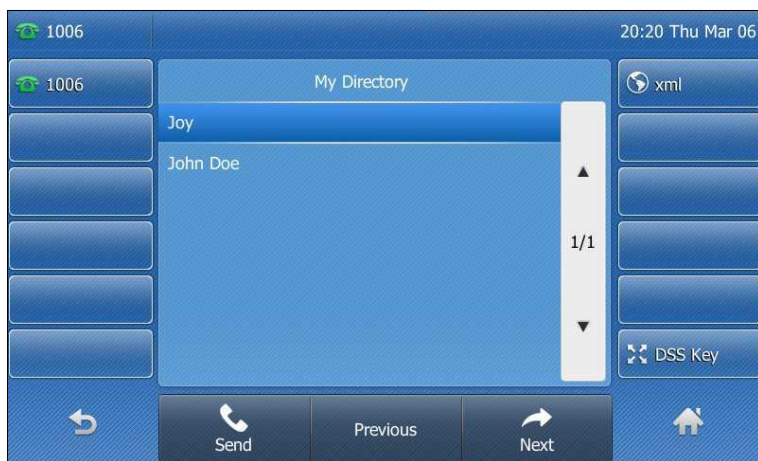 1006
20:20 Thu Mar 06
1006
My Directory
xml
Joy
John Doe
1/1
DSS Key
Send
Previous
Next